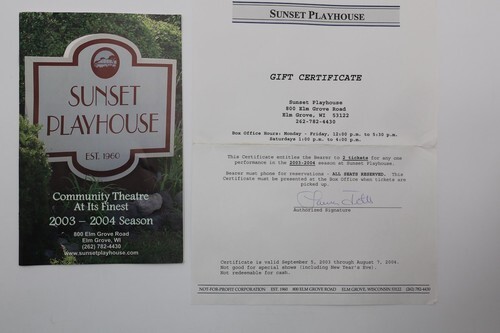 SUNSET
PLAYHOUSE
EST. 1960
Community Theatre
At Its Finest
2003 – 2004 Season
800 Elm Grove Road
Elm Grove, WI
(262) 782-4430
www.sunsetplayhouse.com
SUNSET PLAYHOUSE
GIFT CERTIFICATE
Sunset Playhouse
800 Elm Grove Road
Elm Grove, WI 53122
262-782-4430
Box Office Hours: Monday - Friday, 12:00 p.m. to 5:30 p.m.
Saturdays 1:00 p.m. to 4:00 p.m.
This Certificate entitles the Bearer to 2 tickets for any one
performance in the 2003-2004 season at Sunset Playhouse.
Bearer must phone for reservations - ALL SEATS RESERVED. This
Certificate must be presented at the Box Office when tickets are
picked up.
Authorized Signature
Certificate is valid September 5, 2003 through August 7, 2004.
Not good for special shows (including New Year's Eve).
Not redeemable for cash.
NOT-FOR-PROFIT CORPORATION EST. 1960 800 ELM GROVE ROAD ELM GROVE, WISCONSIN 53122 (262) 782-4430